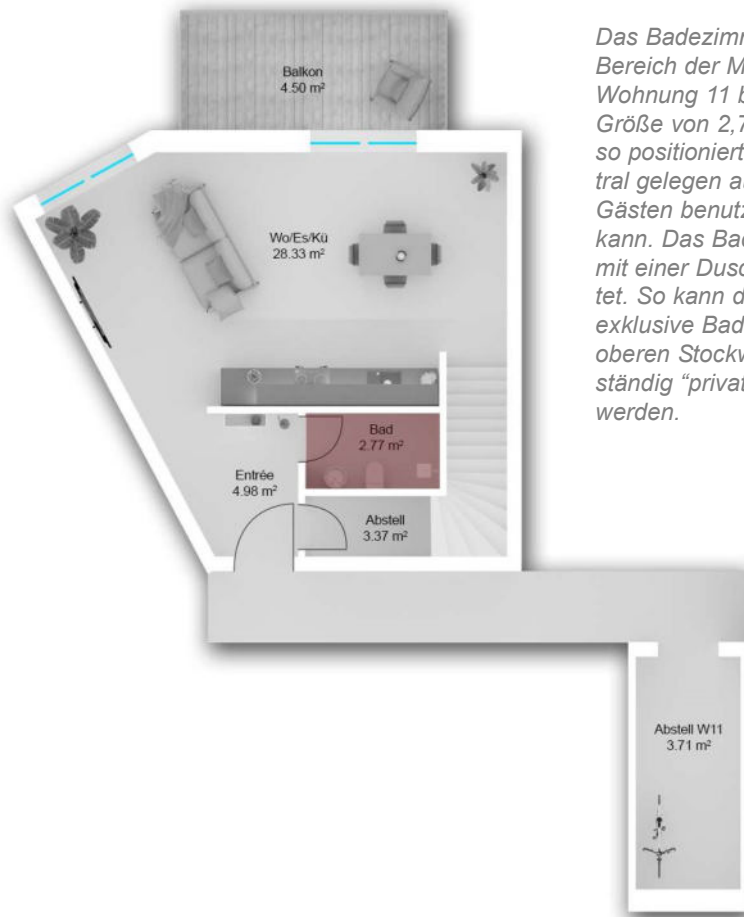 Das Badezimm
Bereich der M
Wohnung 11 b
Größe von 2,7
so positioniert
tral gelegen au
Gästen benutz
kann. Das Bad
mit einer Dusc
tet. So kann d
exklusive Bad
oberen Stockw
ständig “privat
werden.
Balkon
4.50 m²
Wo/Es/Kü
28.33 m²
Bad
2.77 m²
Entrée
4.98 m²
Abstell
3.37 m²
Abstell W11
3.71 m²